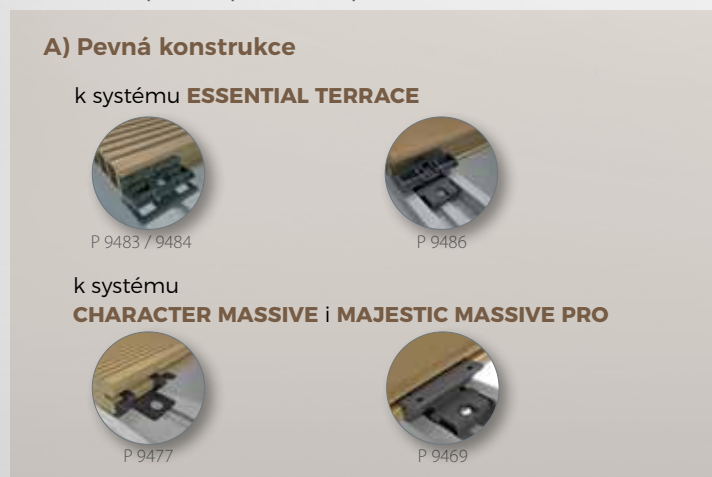 A) Pevná konstrukce
k systému ESSENTIAL TERRACE
P 9483 / 9484
P 9486
k systému
CHARACTER MASSIVE i MAJESTIC MASSIVE PRO
P 9477
P 9469